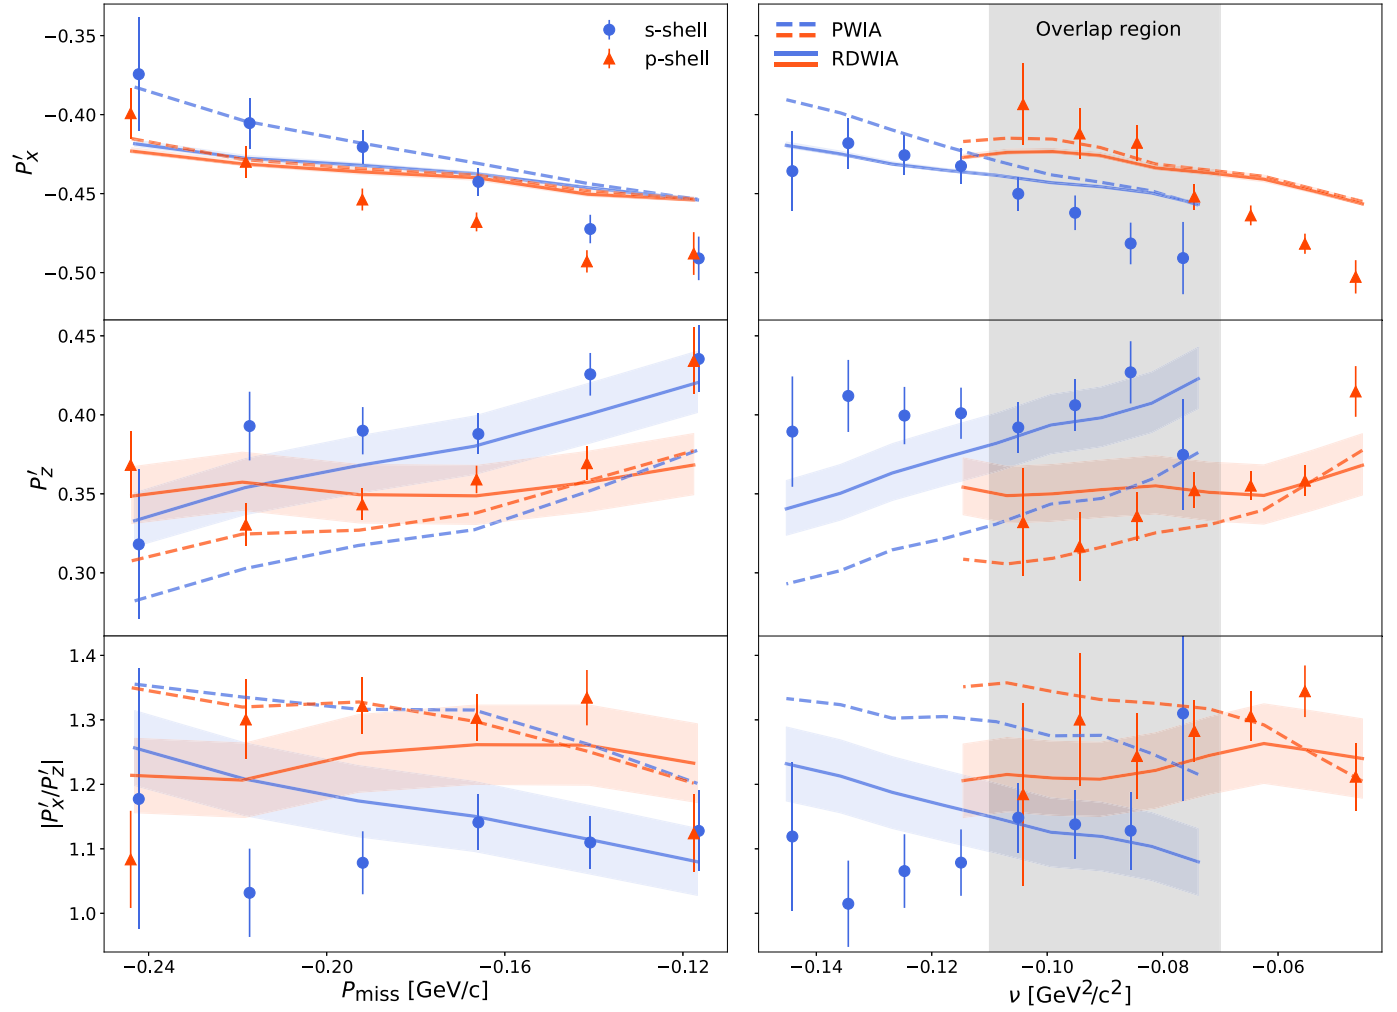 s-shell
p-shell
PWIA
RDWIA
Overlap region
−0.35
−0.40
−0.45
−0.50
P′x
0.45
0.40
0.35
0.30
P′z
1.4
1.3
1.2
1.1
1.0
|P′x/P′z|
−0.24 −0.20 −0.16 −0.12
Pmiss [GeV/c]
−0.14 −0.12 −0.10 −0.08 −0.06
ν [GeV²/c²]